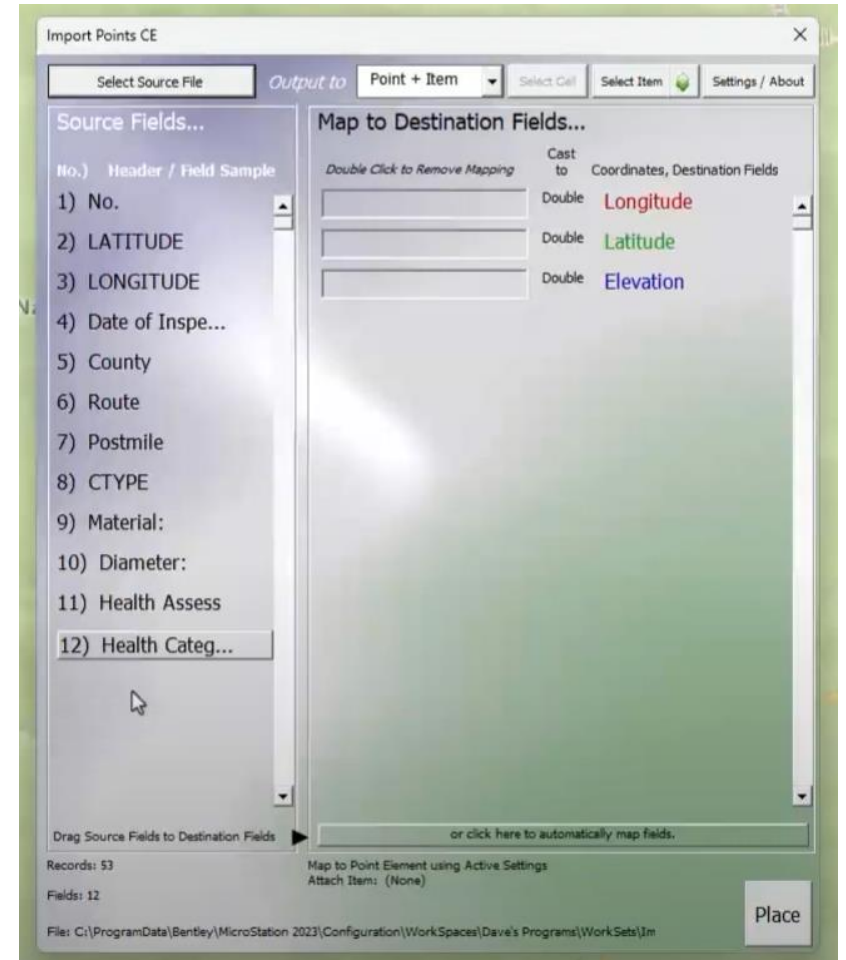 Import Points CE
Select Source File Output to Point + Item Select Cell Select Item Settings / About
Source Fields...
No.) Header / Field Sample
1) No.
2) LATITUDE
3) LONGITUDE
4) Date of Inspe...
5) County
6) Route
7) Postmile
8) CTYPE
9) Material:
10) Diameter:
11) Health Assess
12) Health Categ...
Drag Source Fields to Destination Fields
Map to Destination Fields...
Double Click to Remove Mapping Cast to Coordinates, Destination Fields
Double Longitude
Double Latitude
Double Elevation
or click here to automatically map fields.
Records: 53
Fields: 12
Map to Point Element using Active Settings
Attach Item: (None)
File: C:\ProgramData\Bentley\MicroStation 2023\Configuration\WorkSpaces\Dave's Programs\WorkSets\Im
Place